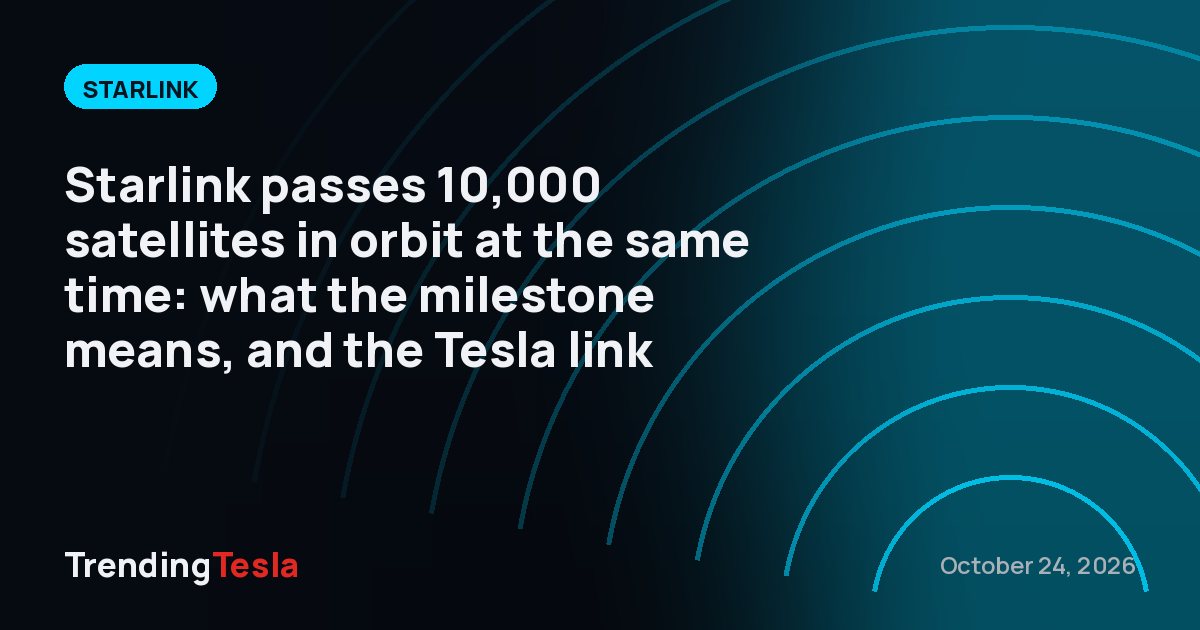 STARLINK
Starlink passes 10,000
satellites in orbit at the same
time: what the milestone
means, and the Tesla link
TrendingTesla
October 24, 2026